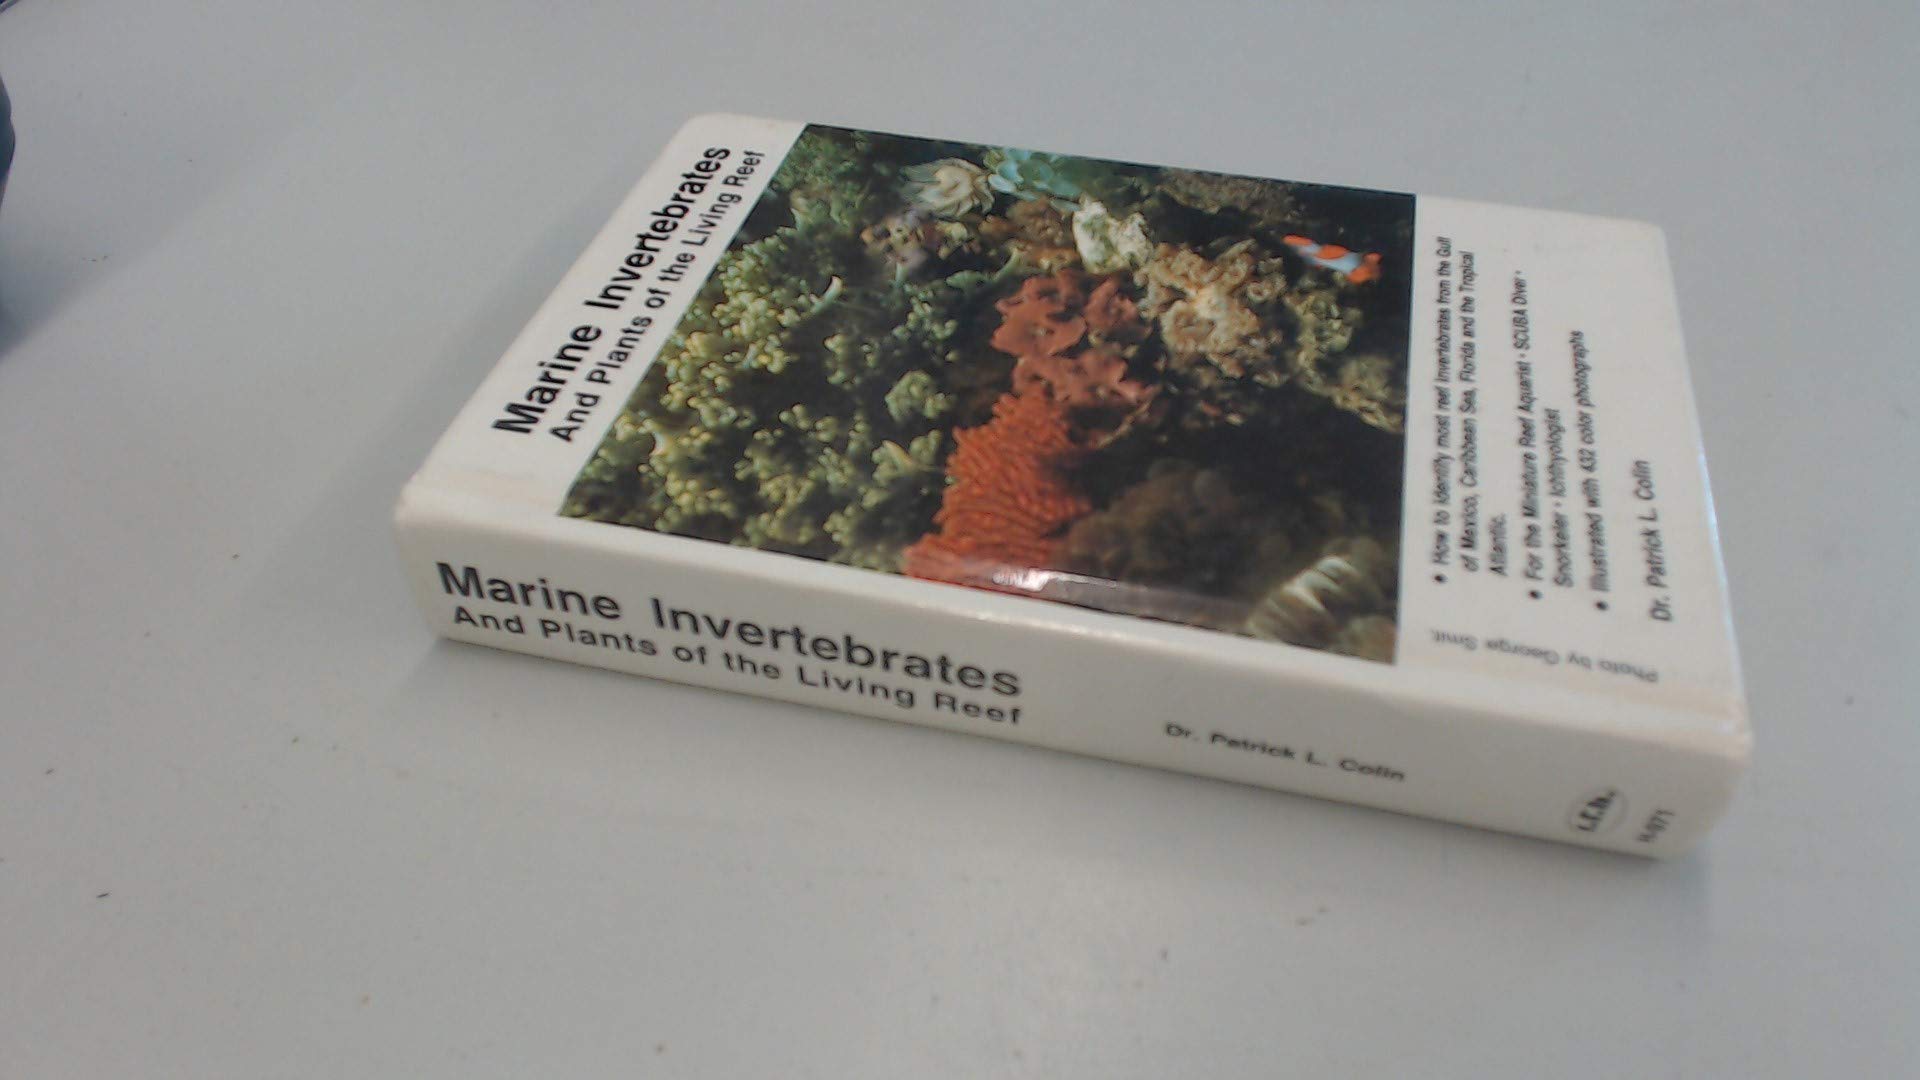 Marine Invertebrates
And Plants of the Living Reef
• How to identify most reef invertebrates from the Gulf
of Mexico, Caribbean Sea, Florida and the Tropical
Atlantic.
• For the Miniature Reef Aquarist • SCUBA Diver •
Snorkeler • Ichthyologist
• Illustrated with 432 color photographs
Dr. Patrick L. Colin
Photo by George Smit.
Marine Invertebrates
And Plants of the Living Reef
Dr. Patrick L. Colin
t.f.h.
H-971